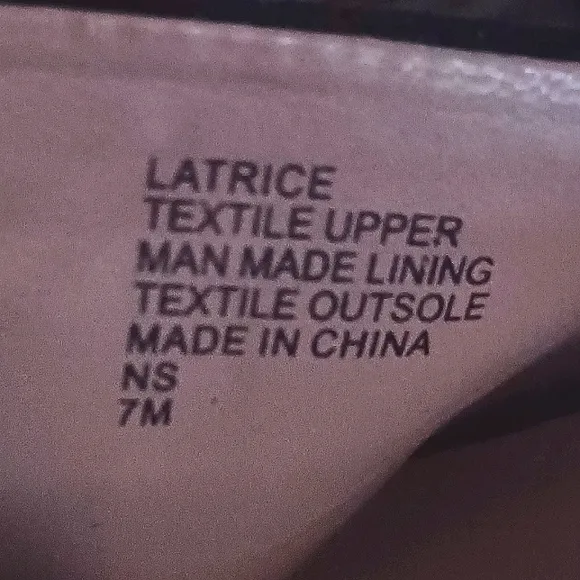 LATRICE
TEXTILE UPPER
MAN MADE LINING
TEXTILE OUTSOLE
MADE IN CHINA
NS
7M